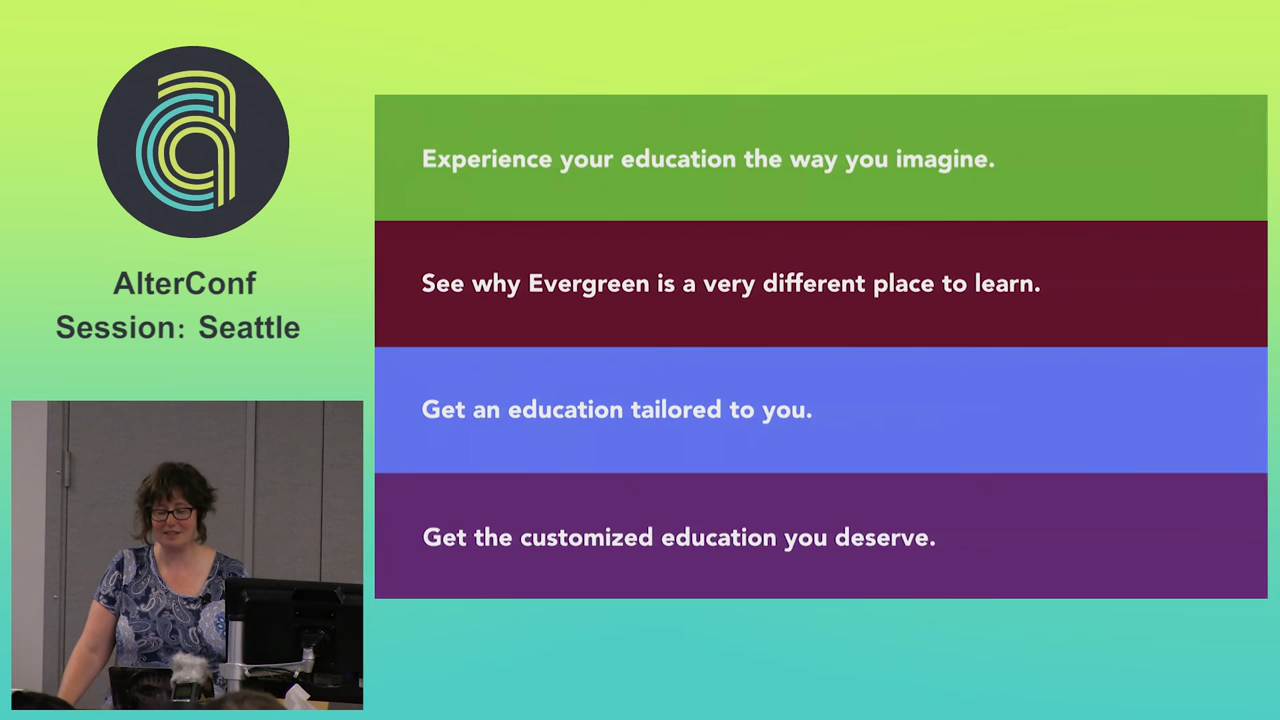 AlterConf
Session: Seattle
Experience your education the way you imagine.
See why Evergreen is a very different place to learn.
Get an education tailored to you.
Get the customized education you deserve.